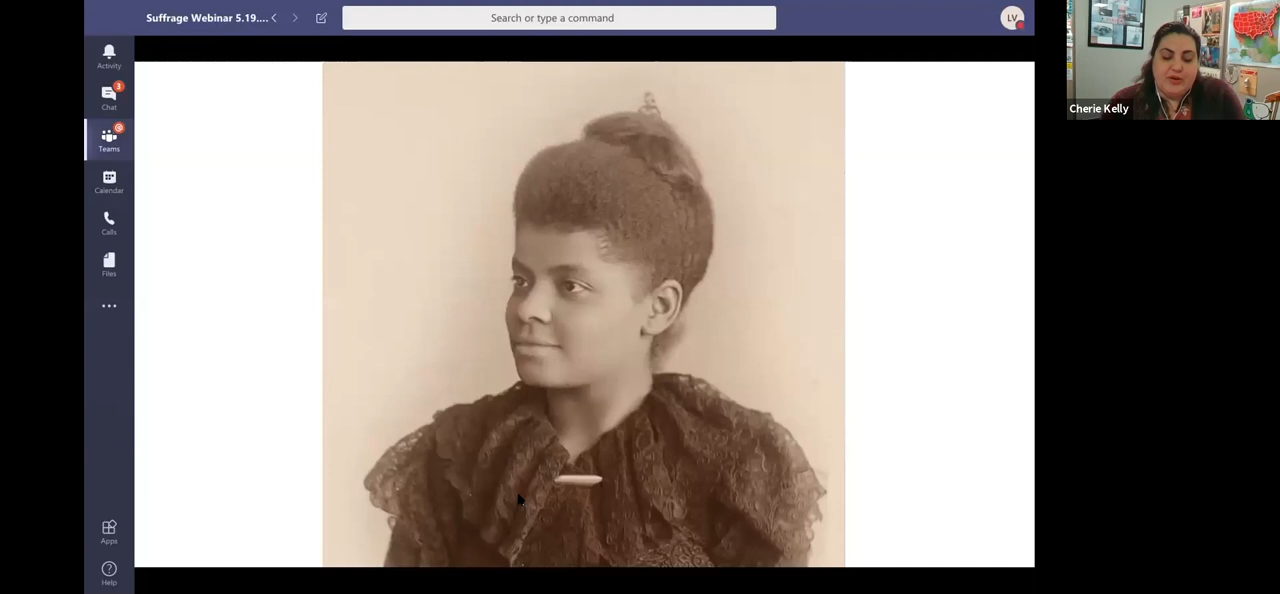 Suffrage Webinar 5.19....
Search or type a command
LV
Activity
3
Chat
Teams
Calendar
Calls
Files
Apps
Help
Cherie Kelly